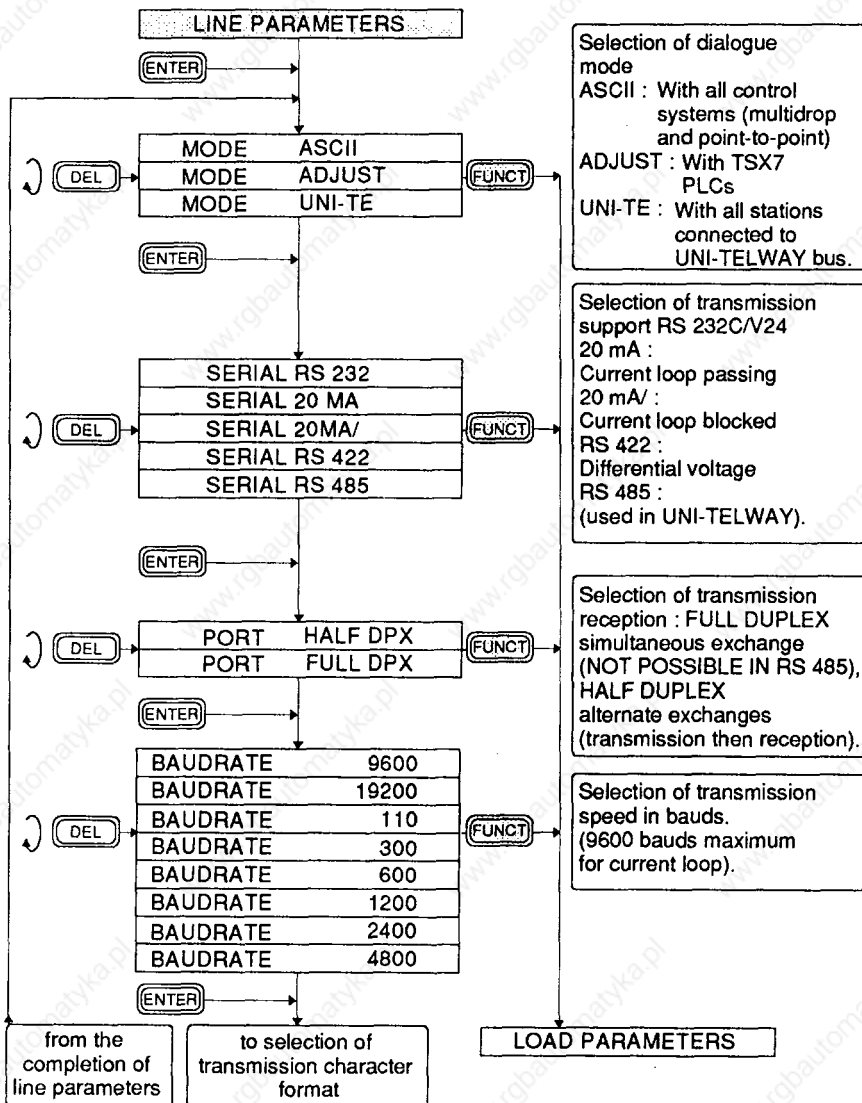 LINE PARAMETERS
ENTER
MODE ASCII
MODE ADJUST
MODE UNI-TE
DEL
FUNCT
Selection of dialogue
mode
ASCII : With all control
systems (multidrop
and point-to-point)
ADJUST : With TSX7
PLCs
UNI-TE : With all stations
connected to
UNI-TELWAY bus.
ENTER
SERIAL RS 232
SERIAL 20 MA
SERIAL 20MA/
SERIAL RS 422
SERIAL RS 485
DEL
FUNCT
Selection of transmission
support RS 232C/V24
20 mA :
Current loop passing
20 mA/ :
Current loop blocked
RS 422 :
Differential voltage
RS 485 :
(used in UNI-TELWAY).
ENTER
PORT HALF DPX
PORT FULL DPX
DEL
FUNCT
Selection of transmission
reception : FULL DUPLEX
simultaneous exchange
(NOT POSSIBLE IN RS 485),
HALF DUPLEX
alternate exchanges
(transmission then reception).
ENTER
BAUDRATE 9600
BAUDRATE 19200
BAUDRATE 110
BAUDRATE 300
BAUDRATE 600
BAUDRATE 1200
BAUDRATE 2400
BAUDRATE 4800
DEL
FUNCT
Selection of transmission
speed in bauds.
(9600 bauds maximum
for current loop).
ENTER
from the
completion of
line parameters
to selection of
transmission character
format
LOAD PARAMETERS
www.rgbautomatyka.pl